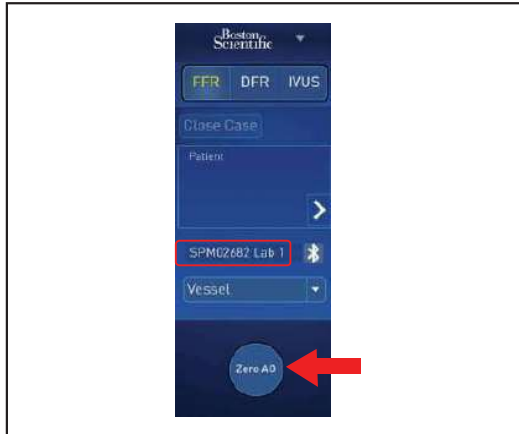 Boston
Scientific
FFR DFR IVUS
Close Case
Patient
SPM02682 Lab 1
Vessel
Zero AO